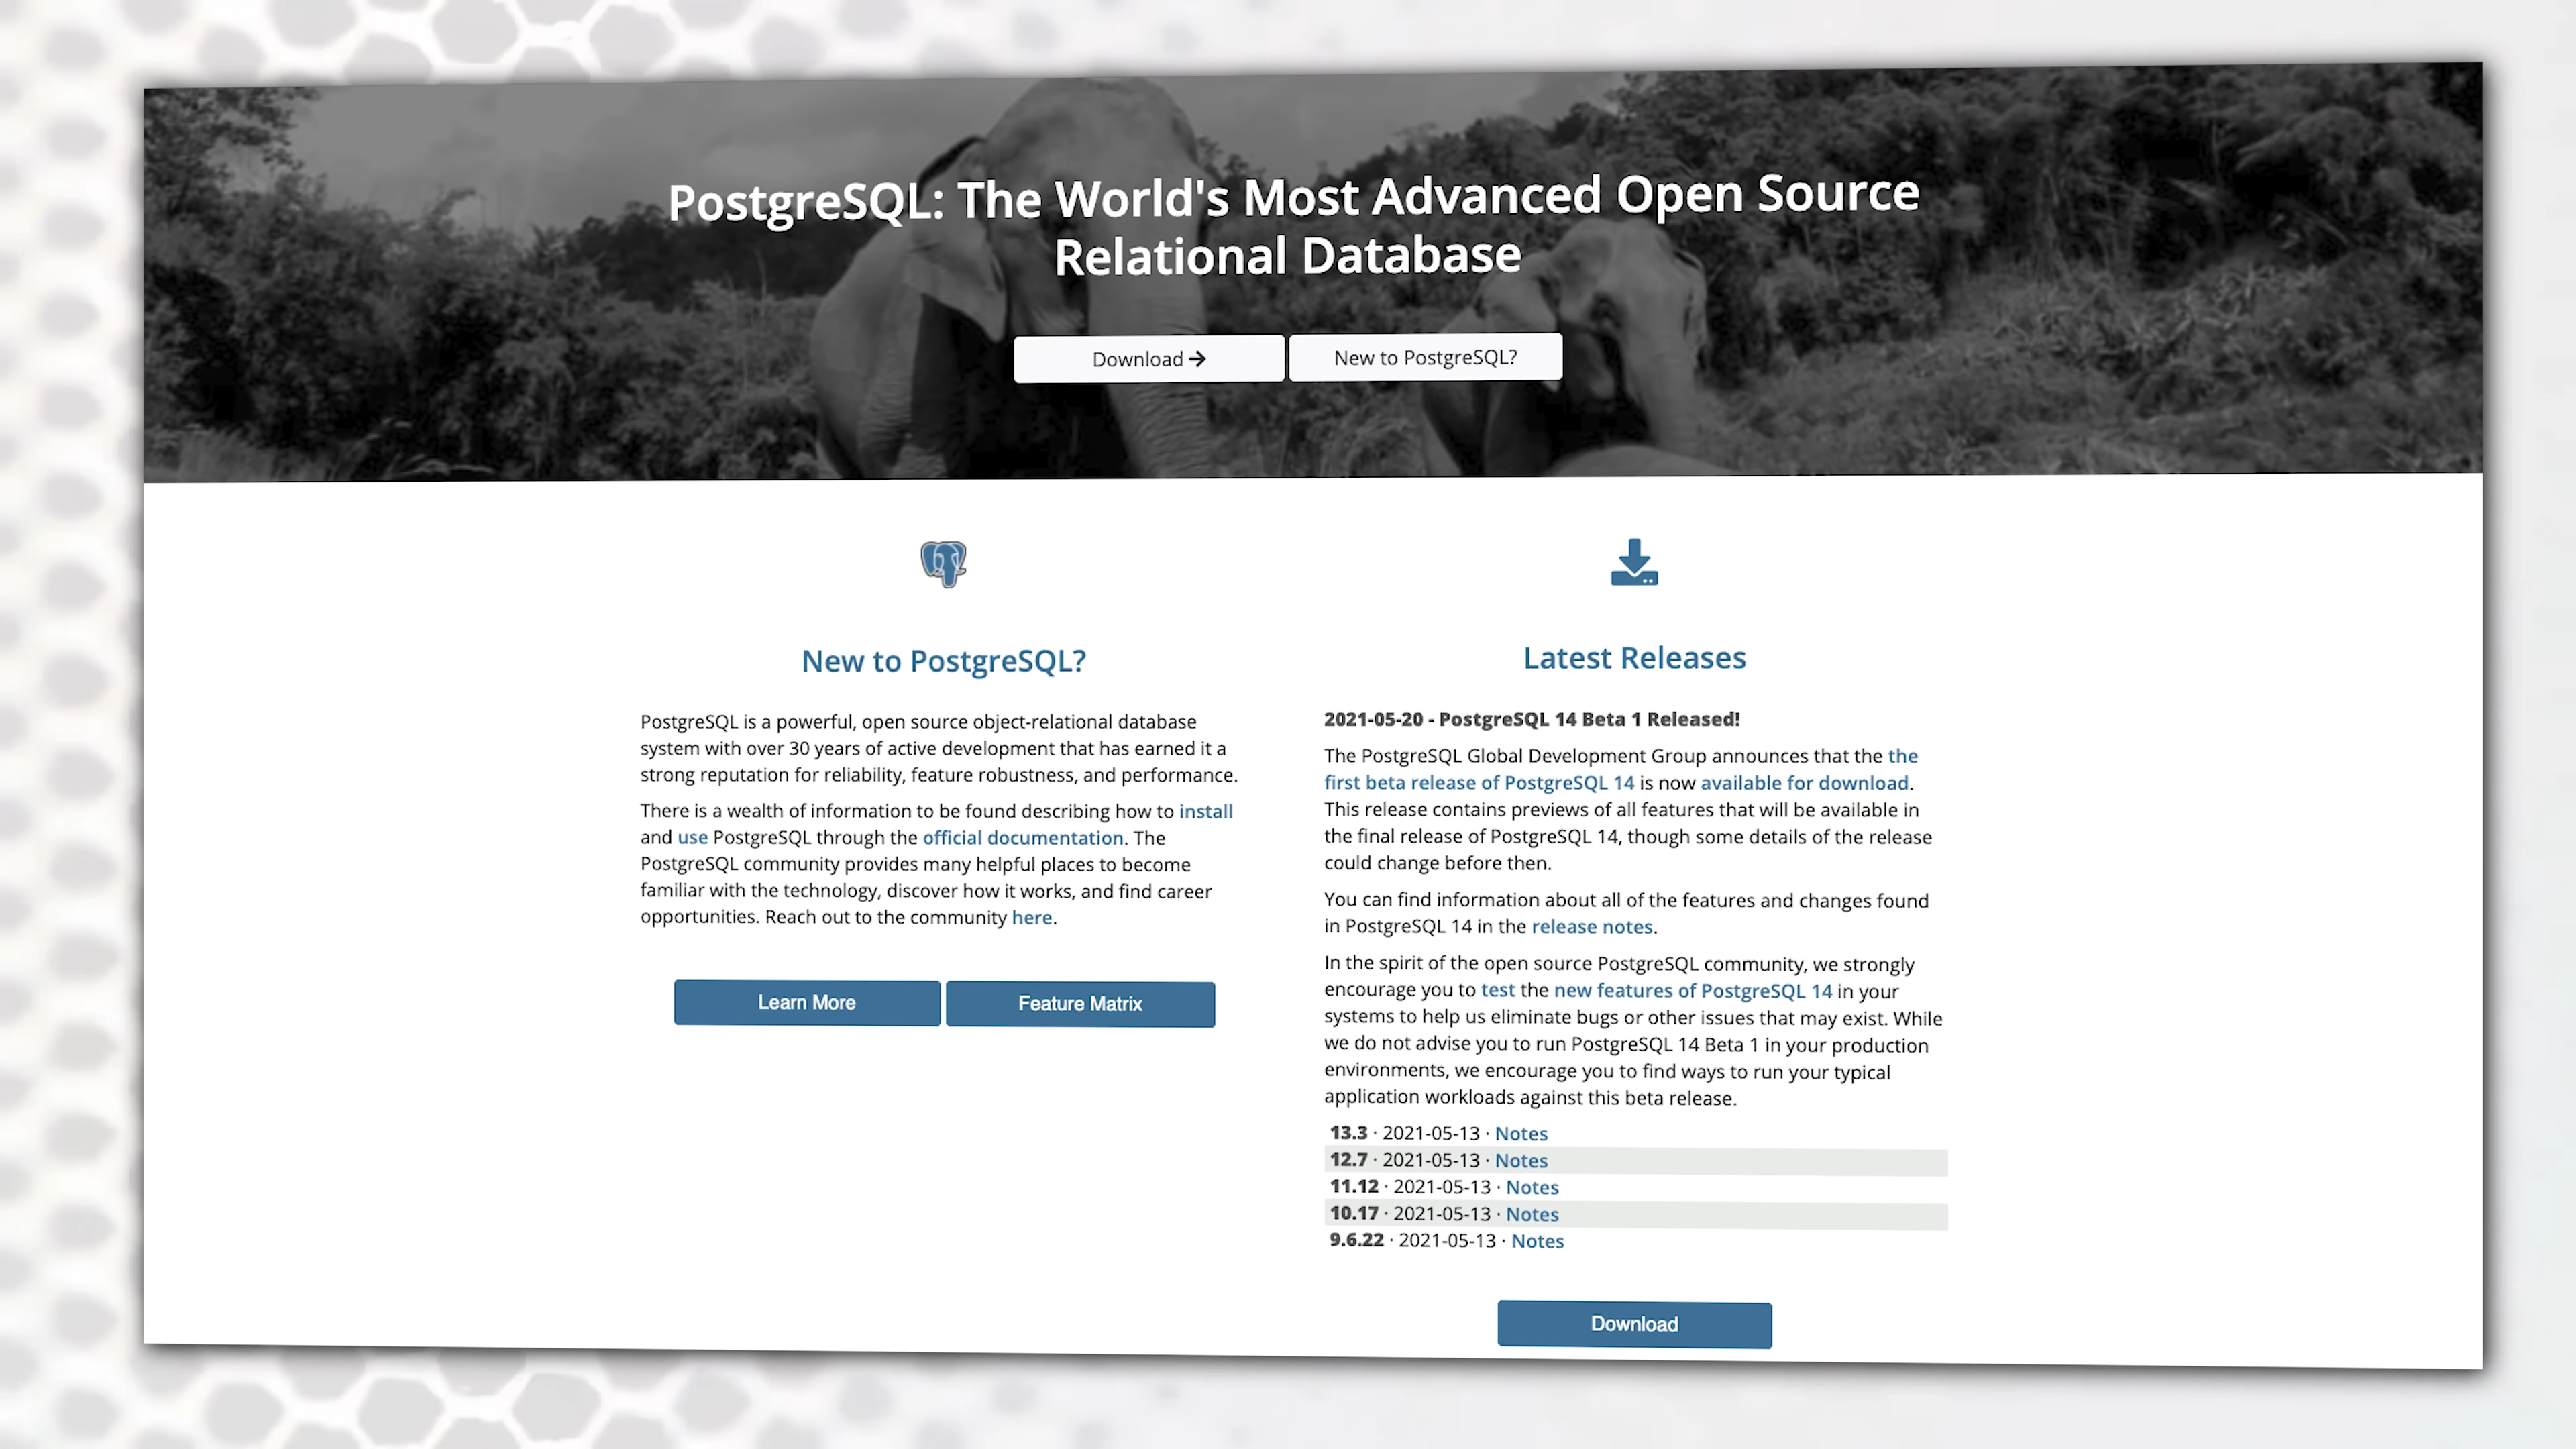 PostgreSQL: The World's Most Advanced Open Source
Relational Database
Download
New to PostgreSQL?
New to PostgreSQL?
PostgreSQL is a powerful, open source object-relational database
system with over 30 years of active development that has earned it a
strong reputation for reliability, feature robustness, and performance.
There is a wealth of information to be found describing how to install
and use PostgreSQL through the official documentation. The
PostgreSQL community provides many helpful places to become
familiar with the technology, discover how it works, and find career
opportunities. Reach out to the community here.
Learn More
Feature Matrix
Latest Releases
2021-05-20 - PostgreSQL 14 Beta 1 Released!
The PostgreSQL Global Development Group announces that the the
first beta release of PostgreSQL 14 is now available for download.
This release contains previews of all features that will be available in
the final release of PostgreSQL 14, though some details of the release
could change before then.
You can find information about all of the features and changes found
in PostgreSQL 14 in the release notes.
In the spirit of the open source PostgreSQL community, we strongly
encourage you to test the new features of PostgreSQL 14 in your
systems to help us eliminate bugs or other issues that may exist. While
we do not advise you to run PostgreSQL 14 Beta 1 in your production
environments, we encourage you to find ways to run your typical
application workloads against this beta release.
13.3 · 2021-05-13 · Notes
12.7 · 2021-05-13 · Notes
11.12 · 2021-05-13 · Notes
10.17 · 2021-05-13 · Notes
9.6.22 · 2021-05-13 · Notes
Download